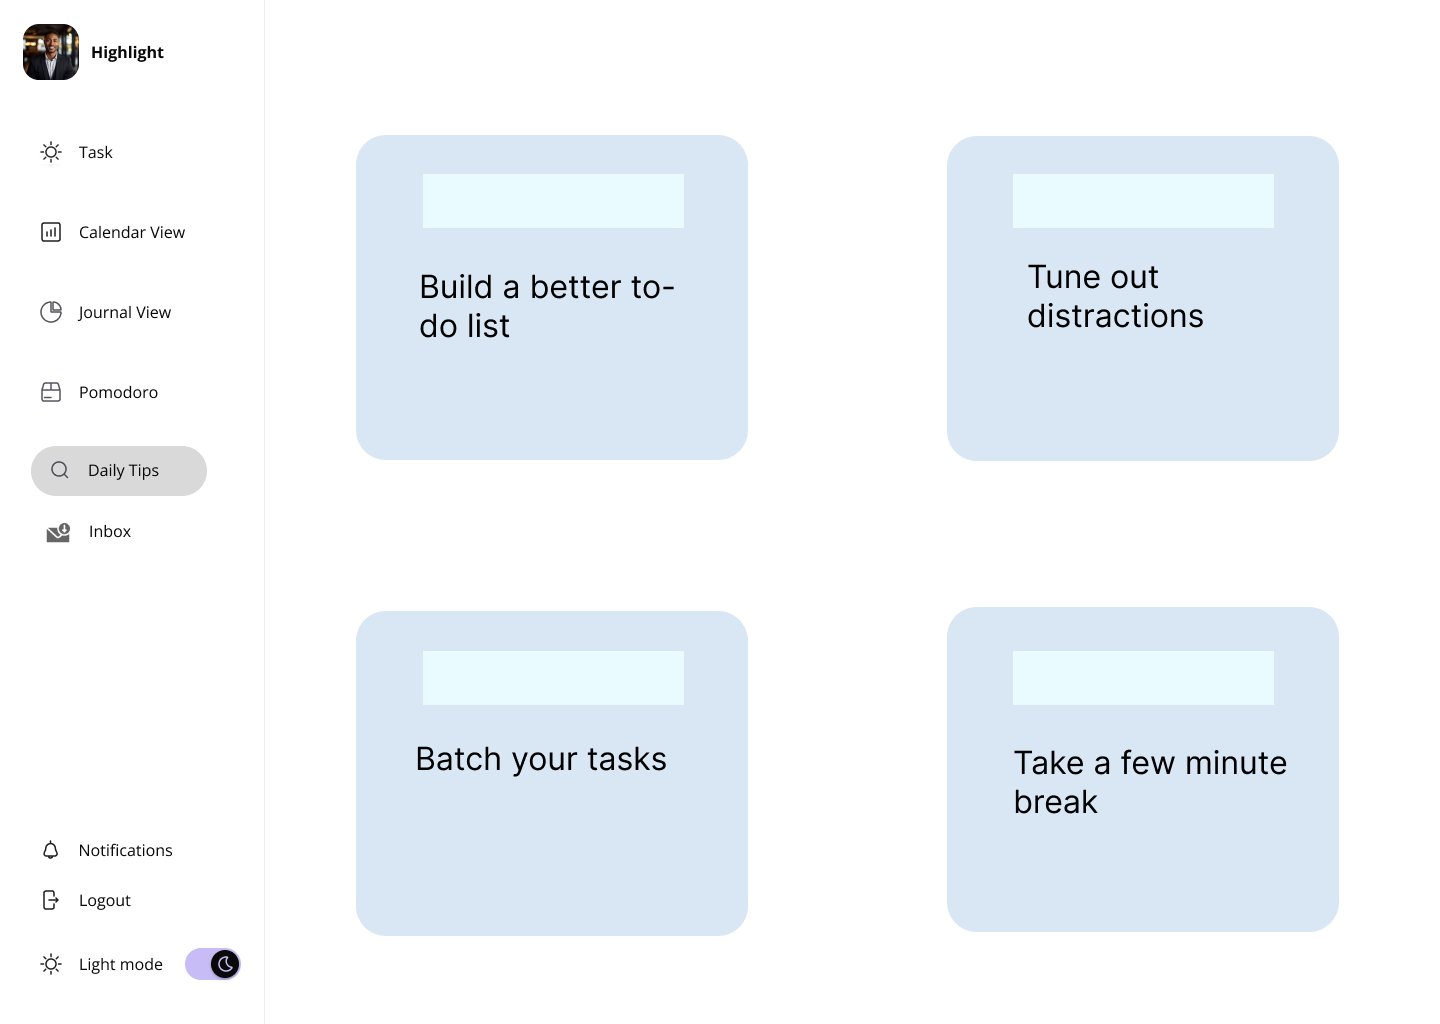 Highlight
Task
Calendar View
Journal View
Pomodoro
Daily Tips
Inbox
Notifications
Logout
Light mode
Build a better to-
do list
Tune out
distractions
Batch your tasks
Take a few minute
break